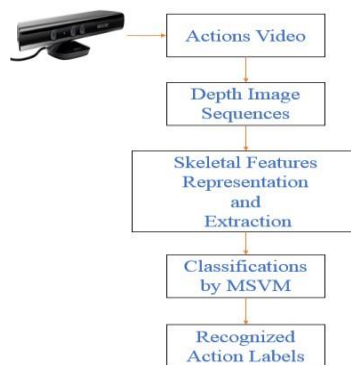 Actions Video
Depth Image
Sequences
Skeletal Features
Representation
and
Extraction
Classifications
by MSVM
Recognized
Action Labels